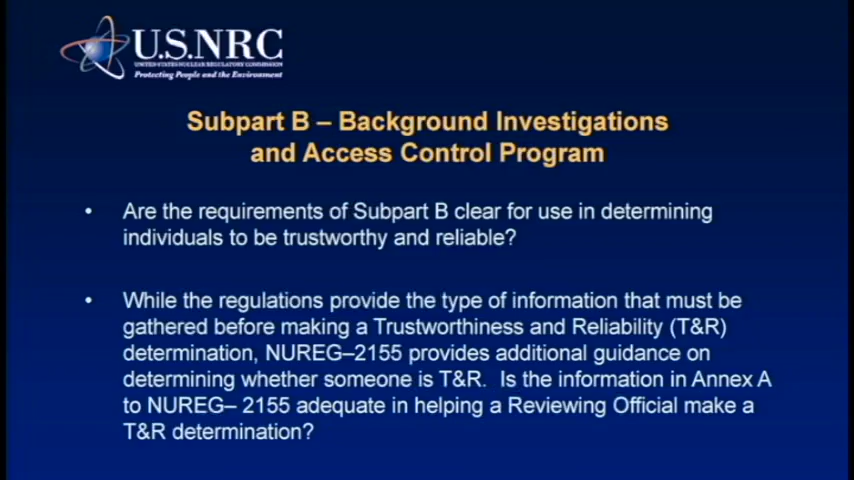 U.S.NRC
UNITED STATES NUCLEAR REGULATORY COMMISSION
Protecting People and the Environment
Subpart B – Background Investigations
and Access Control Program
• Are the requirements of Subpart B clear for use in determining
individuals to be trustworthy and reliable?
• While the regulations provide the type of information that must be
gathered before making a Trustworthiness and Reliability (T&R)
determination, NUREG–2155 provides additional guidance on
determining whether someone is T&R. Is the information in Annex A
to NUREG– 2155 adequate in helping a Reviewing Official make a
T&R determination?